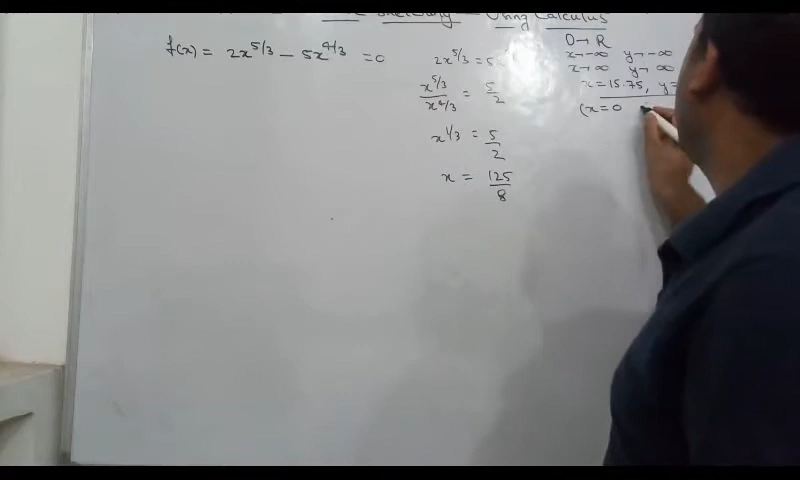 Sketching Using Calculus
f(x) = 2x^5/3 − 5x^4/3 = 0
2x^5/3 = 5
x^5/3 / x^4/3 = 5/2
x^1/3 = 5/2
x = 125/8
D → R
x → −∞ y → −∞
x → ∞ y → ∞
x = 15.75, y =
(x = 0